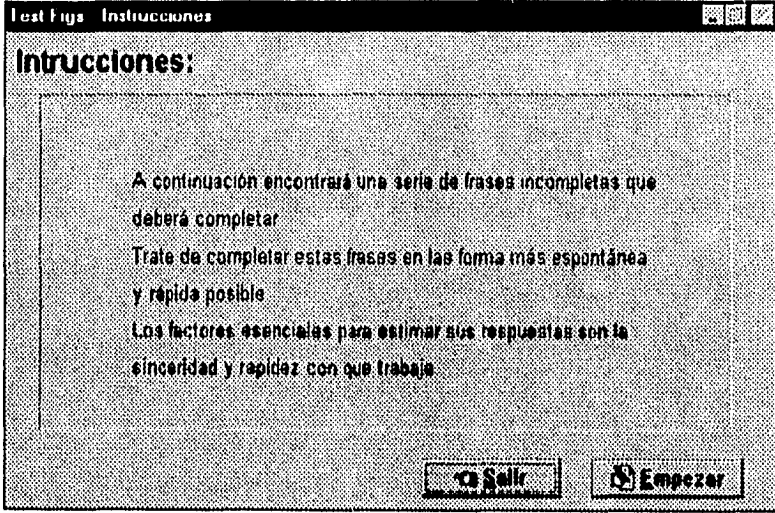 Test Figs Instrucciones
Intrucciones:
A continuación encontrará una serie de frases incompletas que
deberá completar
Trate de completar estas frases en las forma más espontánea
y rápida posible
Los factores esenciales para estimar sus respuestas son la
sinceridad y rapidez con que trabaje
Salir
Empezar